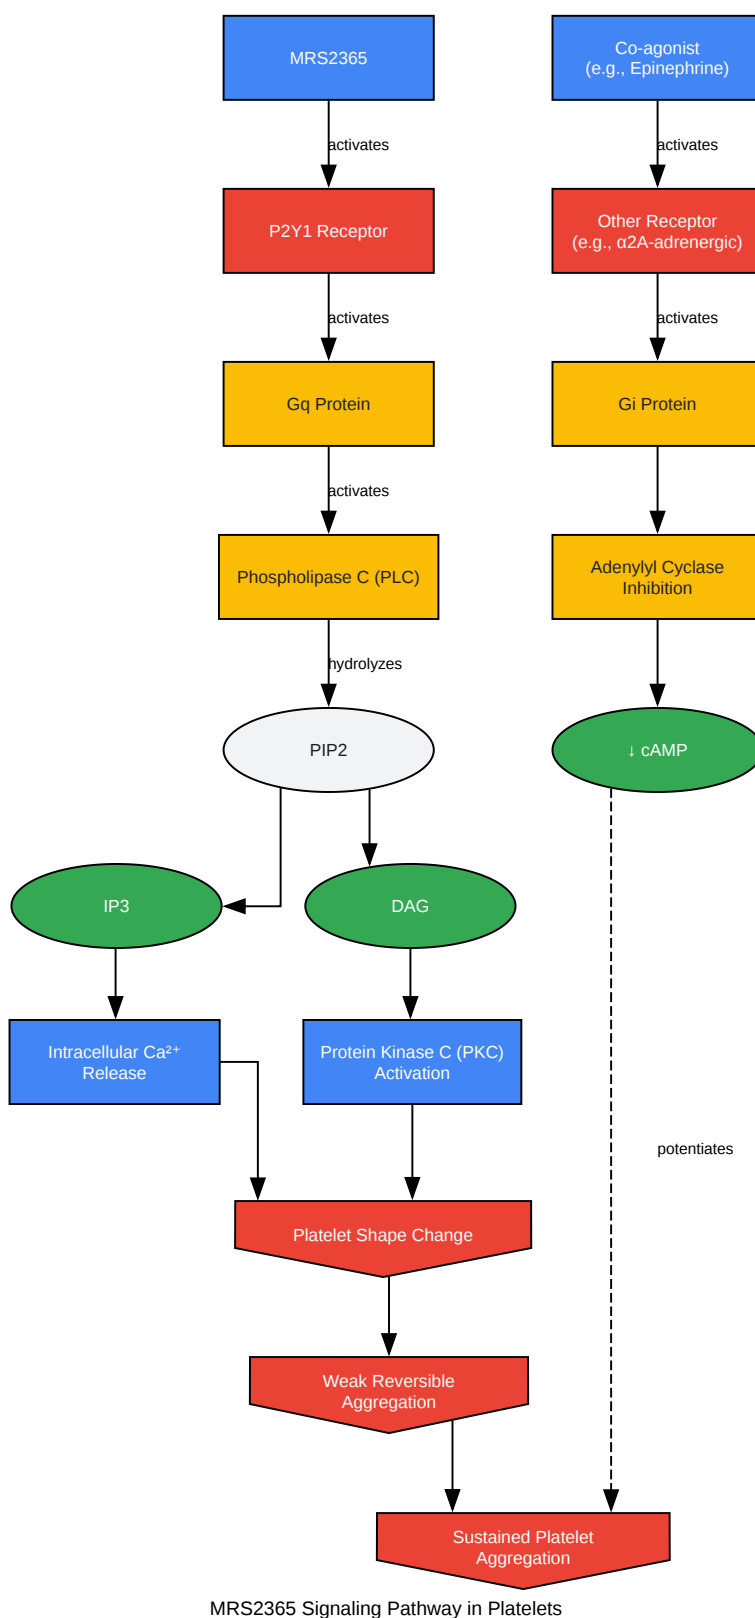 MRS2365
Co-agonist
(e.g., Epinephrine)
activates
activates
P2Y1 Receptor
Other Receptor
(e.g., α2A-adrenergic)
activates
activates
Gq Protein
Gi Protein
activates
Phospholipase C (PLC)
Adenylyl Cyclase
Inhibition
hydrolyzes
PIP2
↓ cAMP
IP3
DAG
Intracellular Ca²⁺
Release
Protein Kinase C (PKC)
Activation
potentiates
Platelet Shape Change
Weak Reversible
Aggregation
Sustained Platelet
Aggregation
MRS2365 Signaling Pathway in Platelets